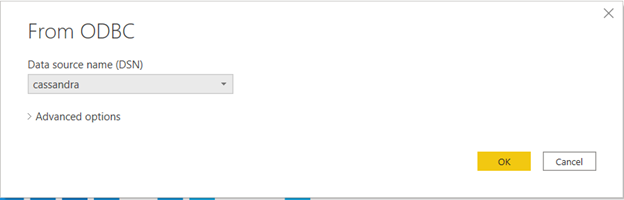 From ODBC
Data source name (DSN)
cassandra
Advanced options
OK
Cancel